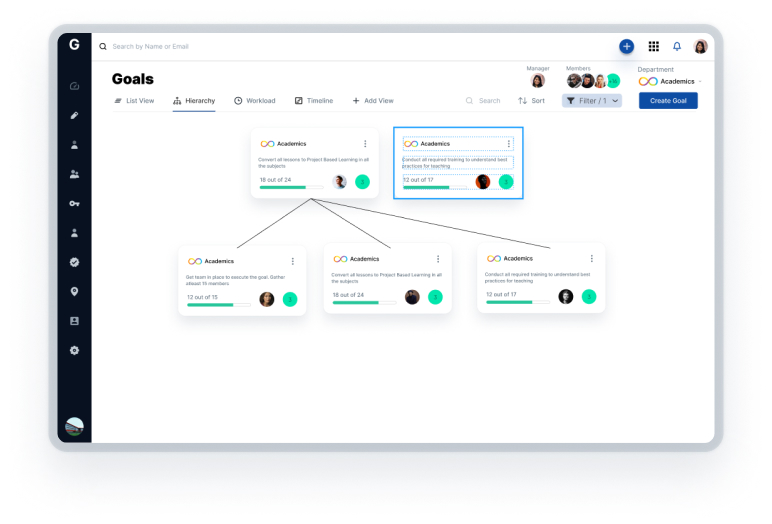 G
Search by Name or Email
Goals
Manager
Members
Department
Academics
List View
Hierarchy
Workload
Timeline
+ Add View
Search
Sort
Filter / 1
Create Goal
Academics
Convert all lessons to Project Based Learning in all
the subjects
18 out of 24
3
Academics
Conduct all required training to understand best
practices for teaching
12 out of 17
3
Academics
Get team in place to execute the goal. Gather
atleast 15 members
12 out of 15
3
Academics
Convert all lessons to Project Based Learning in all
the subjects
18 out of 24
3
Academics
Conduct all required training to understand best
practices for teaching
12 out of 17
3